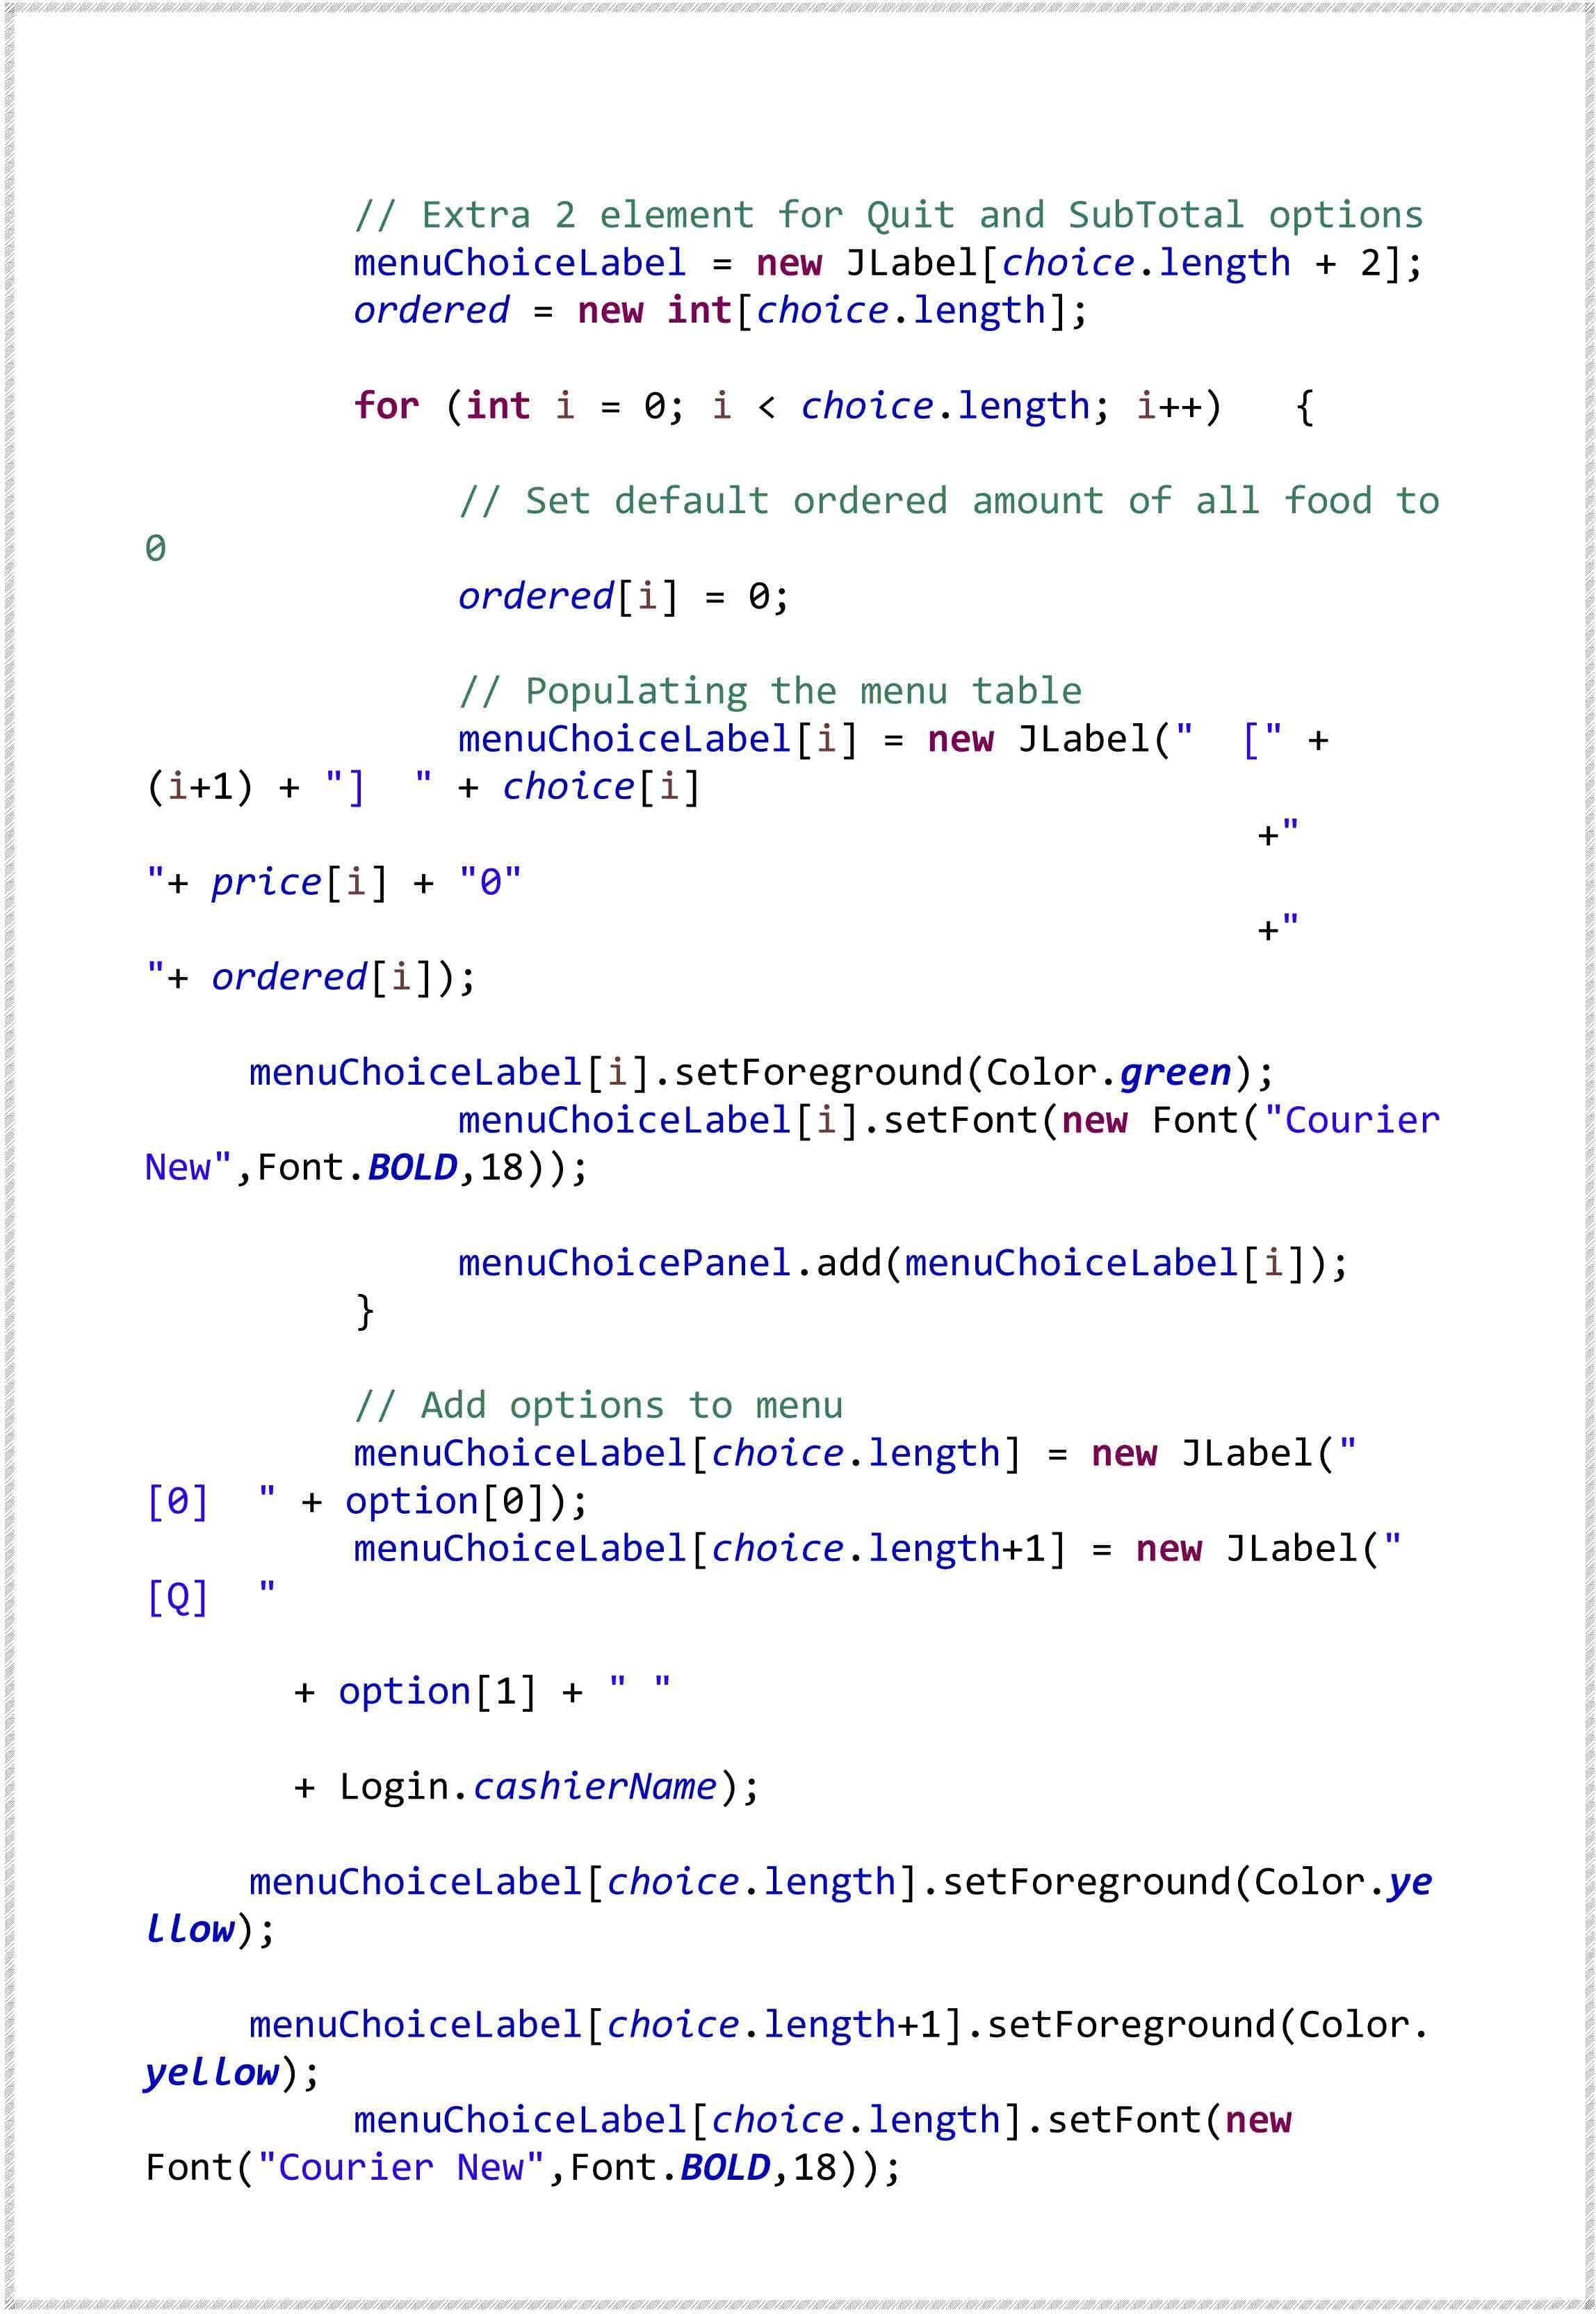 // Extra 2 element for Quit and SubTotal options
menuChoiceLabel = new JLabel[choice.length + 2];
ordered = new int[choice.length];
for (int i = 0; i < choice.length; i++)   {
// Set default ordered amount of all food to
0
ordered[i] = 0;
// Populating the menu table
menuChoiceLabel[i] = new JLabel("  [" +
(i+1) + "]  " + choice[i]
+"
"+ price[i] + "0"
+"
"+ ordered[i]);
menuChoiceLabel[i].setForeground(Color.green);
menuChoiceLabel[i].setFont(new Font("Courier
New",Font.BOLD,18));
menuChoicePanel.add(menuChoiceLabel[i]);
}
// Add options to menu
menuChoiceLabel[choice.length] = new JLabel("
[0]  " + option[0]);
menuChoiceLabel[choice.length+1] = new JLabel("
[Q]  "
+ option[1] + " "
+ Login.cashierName);
menuChoiceLabel[choice.length].setForeground(Color.ye
llow);
menuChoiceLabel[choice.length+1].setForeground(Color.
yellow);
menuChoiceLabel[choice.length].setFont(new
Font("Courier New",Font.BOLD,18));